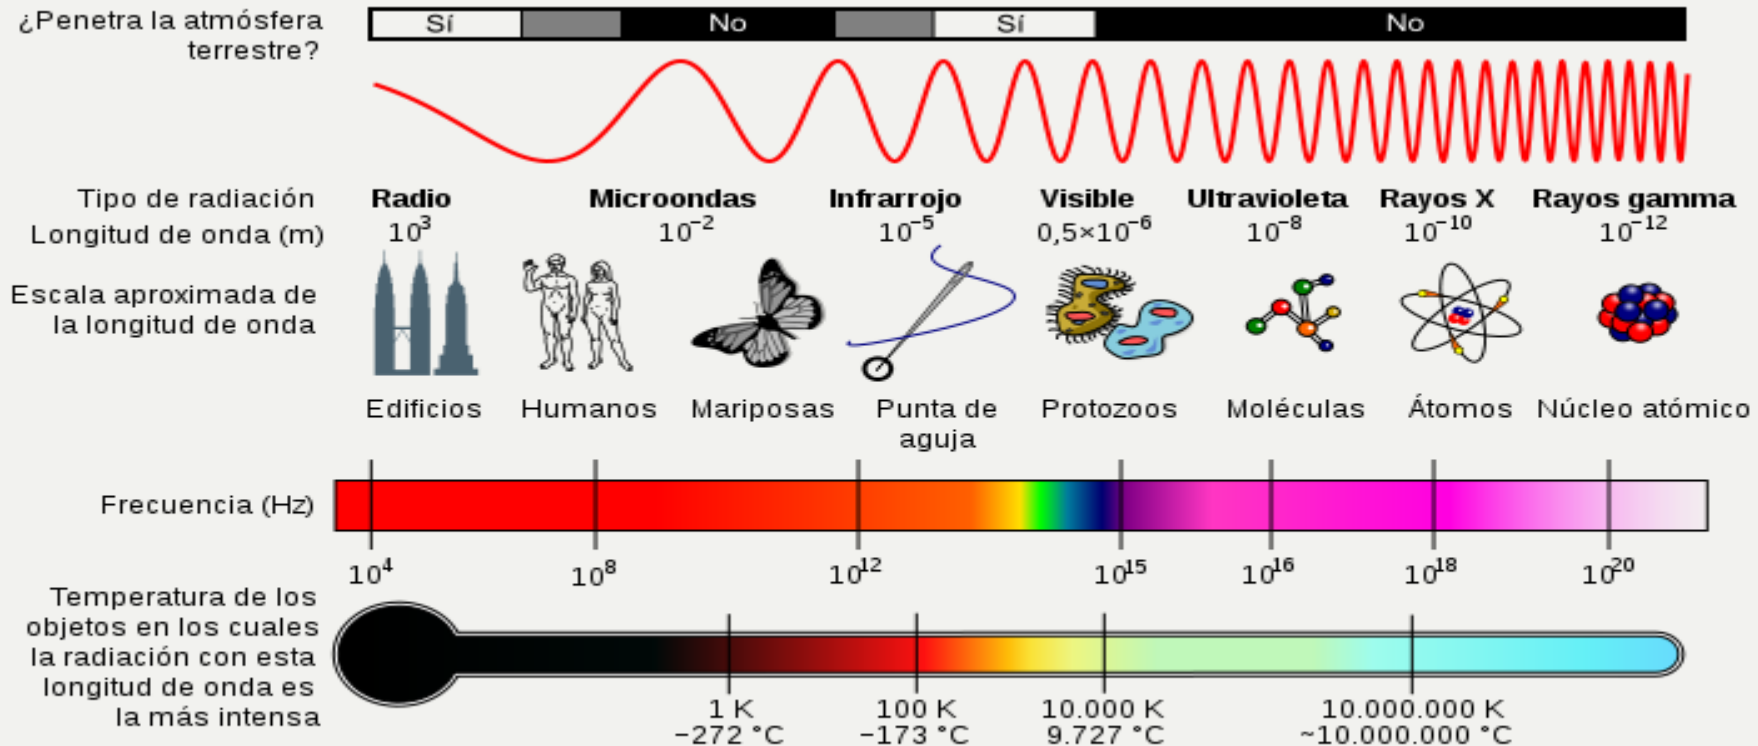 ¿Penetra la atmósfera
terrestre?
Sí No Sí No
Tipo de radiación
Radio Microondas Infrarrojo Visible Ultravioleta Rayos X Rayos gamma
Longitud de onda (m)
10³ 10⁻² 10⁻⁵ 0,5×10⁻⁶ 10⁻⁸ 10⁻¹⁰ 10⁻¹²
Escala aproximada de
la longitud de onda
Edificios Humanos Mariposas Punta de
aguja
Protozoos Moléculas Átomos Núcleo atómico
Frecuencia (Hz)
10⁴ 10⁸ 10¹² 10¹⁵ 10¹⁶ 10¹⁸ 10²⁰
Temperatura de los
objetos en los cuales
la radiación con esta
longitud de onda es
la más intensa
1 K 100 K 10.000 K 10.000.000 K
−272 °C −173 °C 9.727 °C ~10.000.000 °C